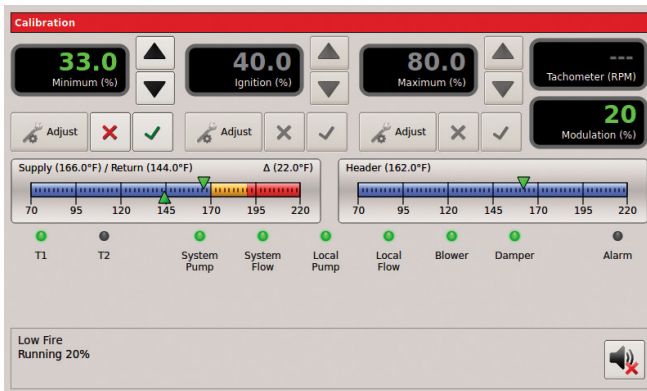 Calibration
33.0
Minimum (%)
40.0
Ignition (%)
80.0
Maximum (%)
---
Tachometer (RPM)
Adjust
Adjust
Adjust
20
Modulation (%)
Supply (166.0°F) / Return (144.0°F) Δ (22.0°F)
70 95 120 145 170 195 220
Header (162.0°F)
70 95 120 145 170 195 220
T1
T2
System Pump
System Flow
Local Pump
Local Flow
Blower
Damper
Alarm
Low Fire
Running 20%